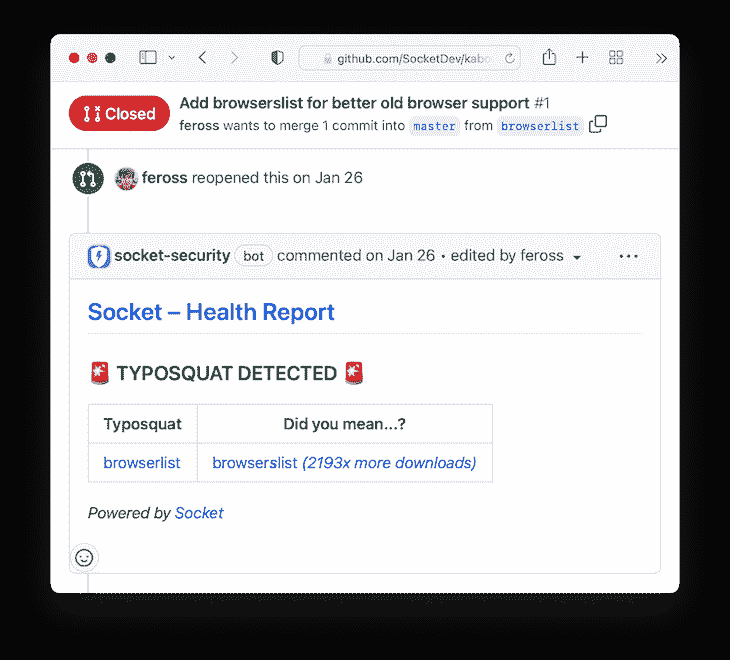 github.com/SocketDev/kabo
Closed
Add browserslist for better old browser support #1
feross wants to merge 1 commit into master from browserlist
feross reopened this on Jan 26
socket-security bot commented on Jan 26 • edited by feross
Socket – Health Report
TYPOSQUAT DETECTED
Typosquat Did you mean...?
browserlist browserslist (2193x more downloads)
Powered by Socket